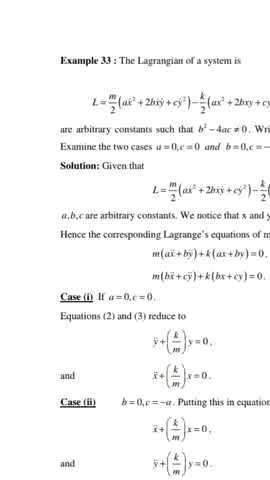 Example 33 : The Lagrangian of a system is
L = m/2 (aẋ² + 2bẋẏ + cẏ²) − k/2 (ax² + 2bxy + cy
are arbitrary constants such that b² − 4ac ≠ 0. Wri
Examine the two cases a = 0, c = 0 and b = 0, c = −
Solution: Given that
L = m/2 (aẋ² + 2bẋẏ + cẏ²) − k/2 (
a, b, c are arbitrary constants. We notice that x and y
Hence the corresponding Lagrange's equations of m
m(aẍ + bÿ) + k(ax + by) = 0,
m(bẍ + cÿ) + k(bx + cy) = 0.
Case (i) If a = 0, c = 0.
Equations (2) and (3) reduce to
ÿ + (k/m) y = 0,
and ẍ + (k/m) x = 0.
Case (ii) b = 0, c = −a. Putting this in equation
ẍ + (k/m) x = 0,
and ÿ + (k/m) y = 0.